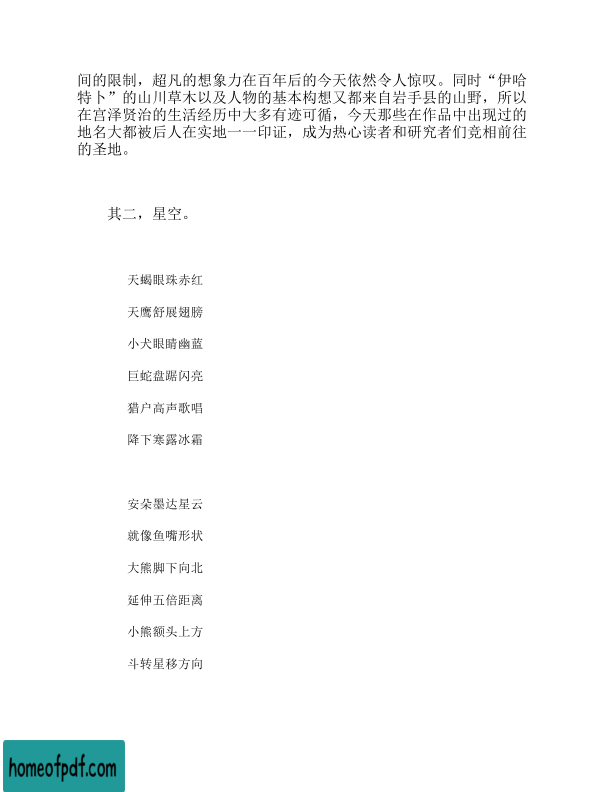 间的限制，超凡的想象力在百年后的今天依然令人惊叹。同时“伊哈
特卜”的山川草木以及人物的基本构想又都来自岩手县的山野，所以
在宫泽贤治的生活经历中大多有迹可循，今天那些在作品中出现过的
地名大都被后人在实地一一印证，成为热心读者和研究者们竞相前往
的圣地。
其二，星空。
天蝎眼珠赤红
天鹰舒展翅膀
小犬眼睛幽蓝
巨蛇盘踞闪亮
猎户高声歌唱
降下寒露冰霜
安朵墨达星云
就像鱼嘴形状
大熊脚下向北
延伸五倍距离
小熊额头上方
斗转星移方向
homeofpdf.com